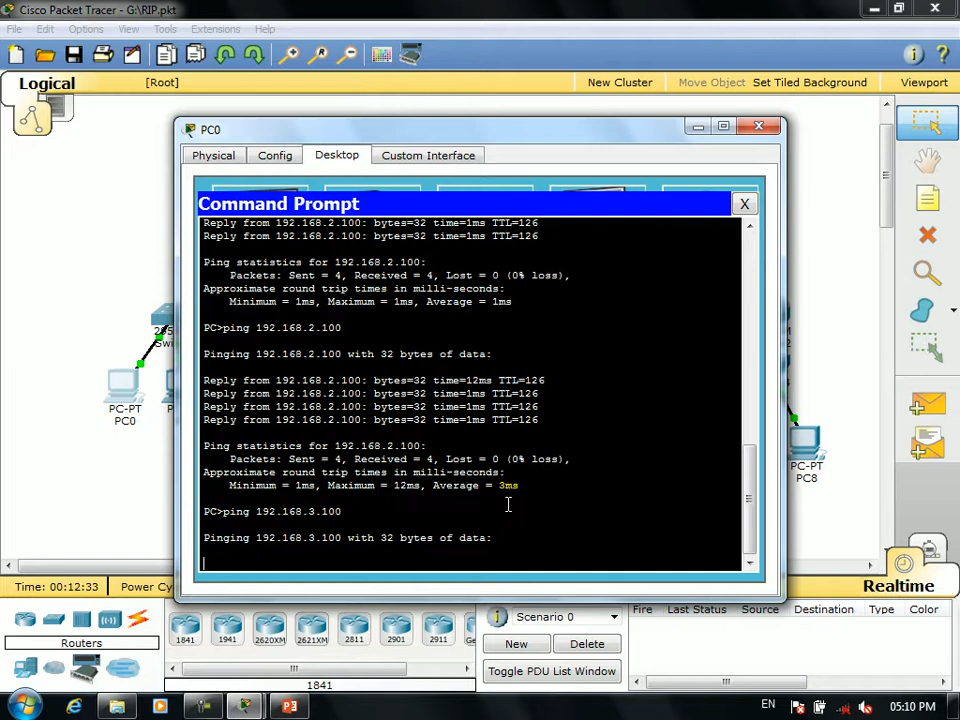 Cisco Packet Tracer - G:\RIP.pkt
File Edit Options View Tools Extensions Help
Logical [Root] New Cluster Move Object Set Tiled Background Viewport
PC0
Physical Config Desktop Custom Interface
Command Prompt X
Reply from 192.168.2.100: bytes=32 time=1ms TTL=126
Reply from 192.168.2.100: bytes=32 time=1ms TTL=126
Ping statistics for 192.168.2.100:
Packets: Sent = 4, Received = 4, Lost = 0 (0% loss),
Approximate round trip times in milli-seconds:
Minimum = 1ms, Maximum = 1ms, Average = 1ms
PC>ping 192.168.2.100
Pinging 192.168.2.100 with 32 bytes of data:
Reply from 192.168.2.100: bytes=32 time=12ms TTL=126
Reply from 192.168.2.100: bytes=32 time=1ms TTL=126
Reply from 192.168.2.100: bytes=32 time=1ms TTL=126
Reply from 192.168.2.100: bytes=32 time=1ms TTL=126
Ping statistics for 192.168.2.100:
Packets: Sent = 4, Received = 4, Lost = 0 (0% loss),
Approximate round trip times in milli-seconds:
Minimum = 1ms, Maximum = 12ms, Average = 3ms
PC>ping 192.168.3.100
Pinging 192.168.3.100 with 32 bytes of data:
PC-PT
PC0
PC-PT
PC8
Time: 00:12:33 Power Cy
Realtime
Routers
1841 1941 2620XM 2621XM 2811 2901 2911
1841
Scenario 0
New Delete
Toggle PDU List Window
Fire Last Status Source Destination Type Color
EN 05:10 PM